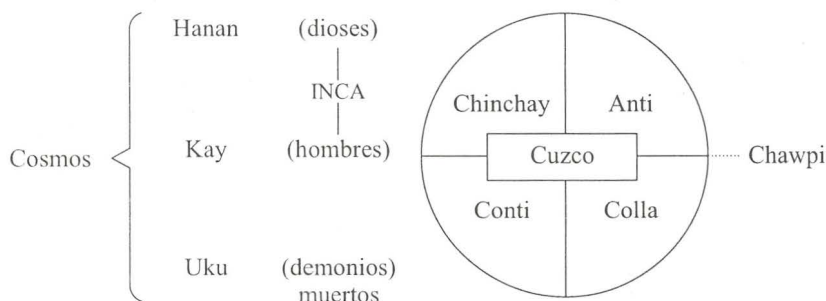 Hanan (dioses)
INCA
Chinchay Anti
Cosmos Kay (hombres) Cuzco Chawpi
Conti Colla
Uku (demonios)
muertos